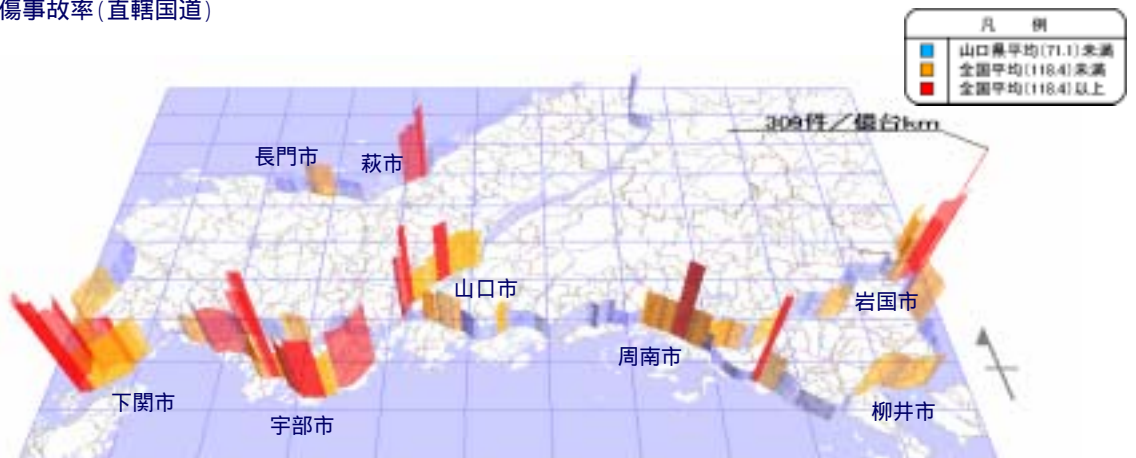 傷事故率(直轄国道)
凡 例
山口県平均(71.1)未満
全国平均(118.4)未満
全国平均(118.4)以上
309件/億台km
長門市
萩市
山口市
岩国市
周南市
下関市
宇部市
柳井市